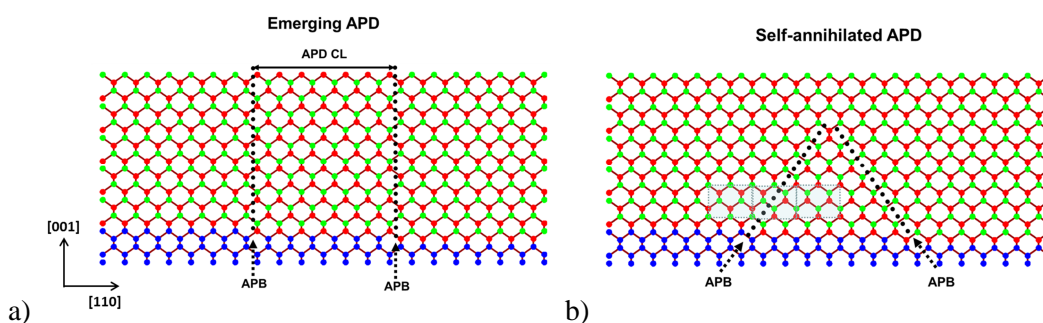 Emerging APD
APD CL
[001]
[110]
APB
APB
a)
Self-annihilated APD
APB
APB
b)